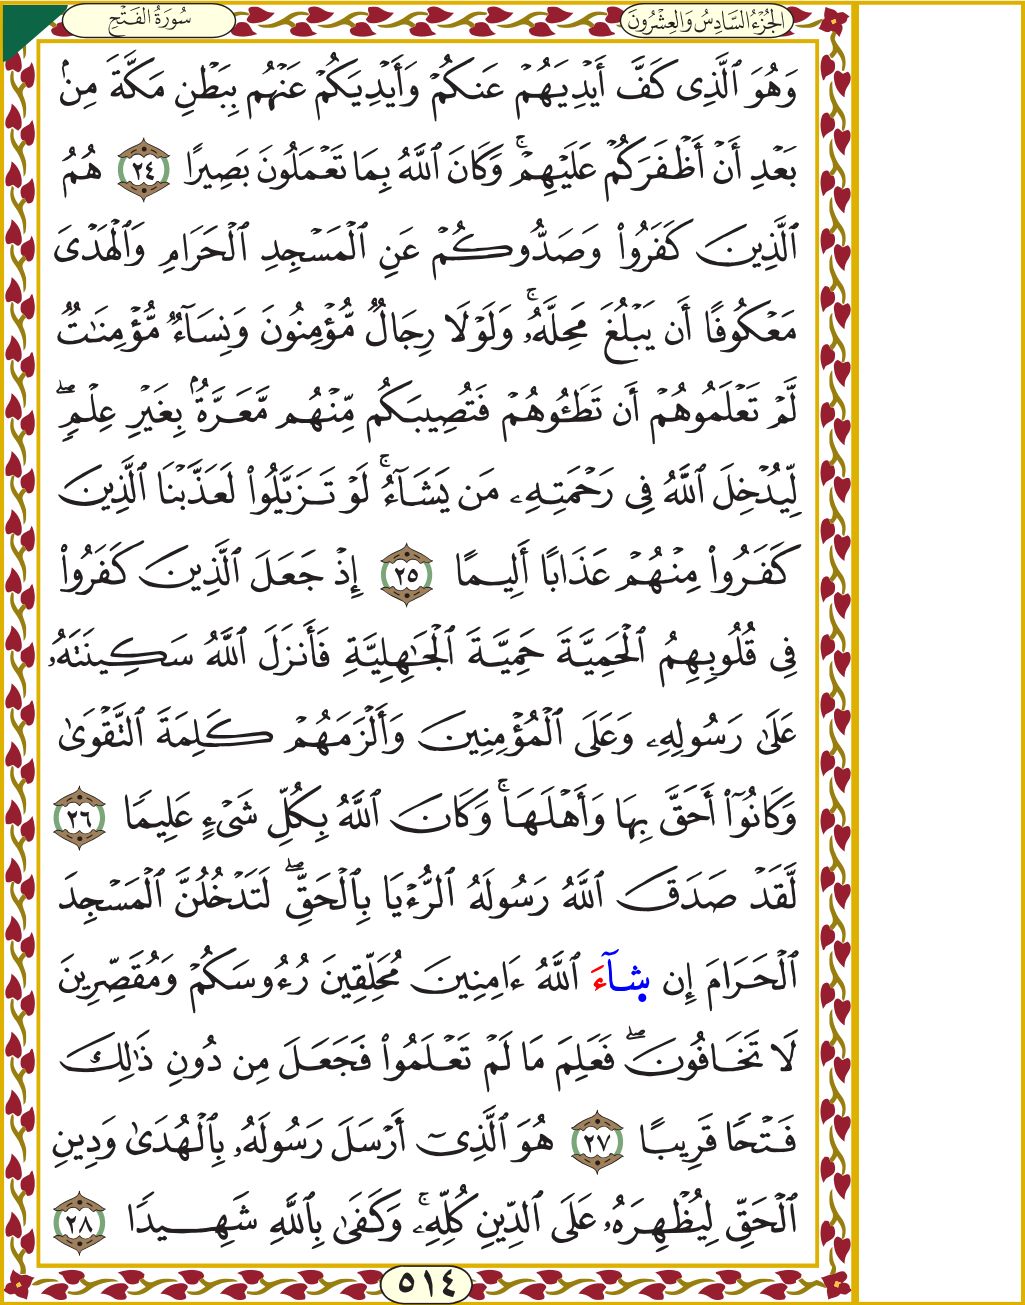 سُورَةُ الفَتْحِ
الجُزْءُ السَّادِسُ وَالعِشْرُونَ
وَهُوَ ٱلَّذِى كَفَّ أَيْدِيَهُمْ عَنكُمْ وَأَيْدِيَكُمْ عَنْهُم بِبَطْنِ مَكَّةَ مِنۢ
بَعْدِ أَنْ أَظْفَرَكُمْ عَلَيْهِمْ ۚ وَكَانَ ٱللَّهُ بِمَا تَعْمَلُونَ بَصِيرًا ٢٤ هُمُ
ٱلَّذِينَ كَفَرُوا۟ وَصَدُّوكُمْ عَنِ ٱلْمَسْجِدِ ٱلْحَرَامِ وَٱلْهَدْىَ
مَعْكُوفًا أَن يَبْلُغَ مَحِلَّهُۥ ۚ وَلَوْلَا رِجَالٌ مُّؤْمِنُونَ وَنِسَآءٌ مُّؤْمِنَـٰتٌ
لَّمْ تَعْلَمُوهُمْ أَن تَطَـُٔوهُمْ فَتُصِيبَكُم مِّنْهُم مَّعَرَّةٌۢ بِغَيْرِ عِلْمٍ ۖ
لِّيُدْخِلَ ٱللَّهُ فِى رَحْمَتِهِۦ مَن يَشَآءُ ۚ لَوْ تَزَيَّلُوا۟ لَعَذَّبْنَا ٱلَّذِينَ
كَفَرُوا۟ مِنْهُمْ عَذَابًا أَلِيمًا ٢٥ إِذْ جَعَلَ ٱلَّذِينَ كَفَرُوا۟
فِى قُلُوبِهِمُ ٱلْحَمِيَّةَ حَمِيَّةَ ٱلْجَـٰهِلِيَّةِ فَأَنزَلَ ٱللَّهُ سَكِينَتَهُۥ
عَلَىٰ رَسُولِهِۦ وَعَلَى ٱلْمُؤْمِنِينَ وَأَلْزَمَهُمْ كَلِمَةَ ٱلتَّقْوَىٰ
وَكَانُوٓا۟ أَحَقَّ بِهَا وَأَهْلَهَا ۚ وَكَانَ ٱللَّهُ بِكُلِّ شَىْءٍ عَلِيمًا ٢٦
لَّقَدْ صَدَقَ ٱللَّهُ رَسُولَهُ ٱلرُّءْيَا بِٱلْحَقِّ ۖ لَتَدْخُلُنَّ ٱلْمَسْجِدَ
ٱلْحَرَامَ إِن شَآءَ ٱللَّهُ ءَامِنِينَ مُحَلِّقِينَ رُءُوسَكُمْ وَمُقَصِّرِينَ
لَا تَخَافُونَ ۖ فَعَلِمَ مَا لَمْ تَعْلَمُوا۟ فَجَعَلَ مِن دُونِ ذَٰلِكَ
فَتْحًا قَرِيبًا ٢٧ هُوَ ٱلَّذِىٓ أَرْسَلَ رَسُولَهُۥ بِٱلْهُدَىٰ وَدِينِ
ٱلْحَقِّ لِيُظْهِرَهُۥ عَلَى ٱلدِّينِ كُلِّهِۦ ۚ وَكَفَىٰ بِٱللَّهِ شَهِيدًا ٢٨
٥١٤